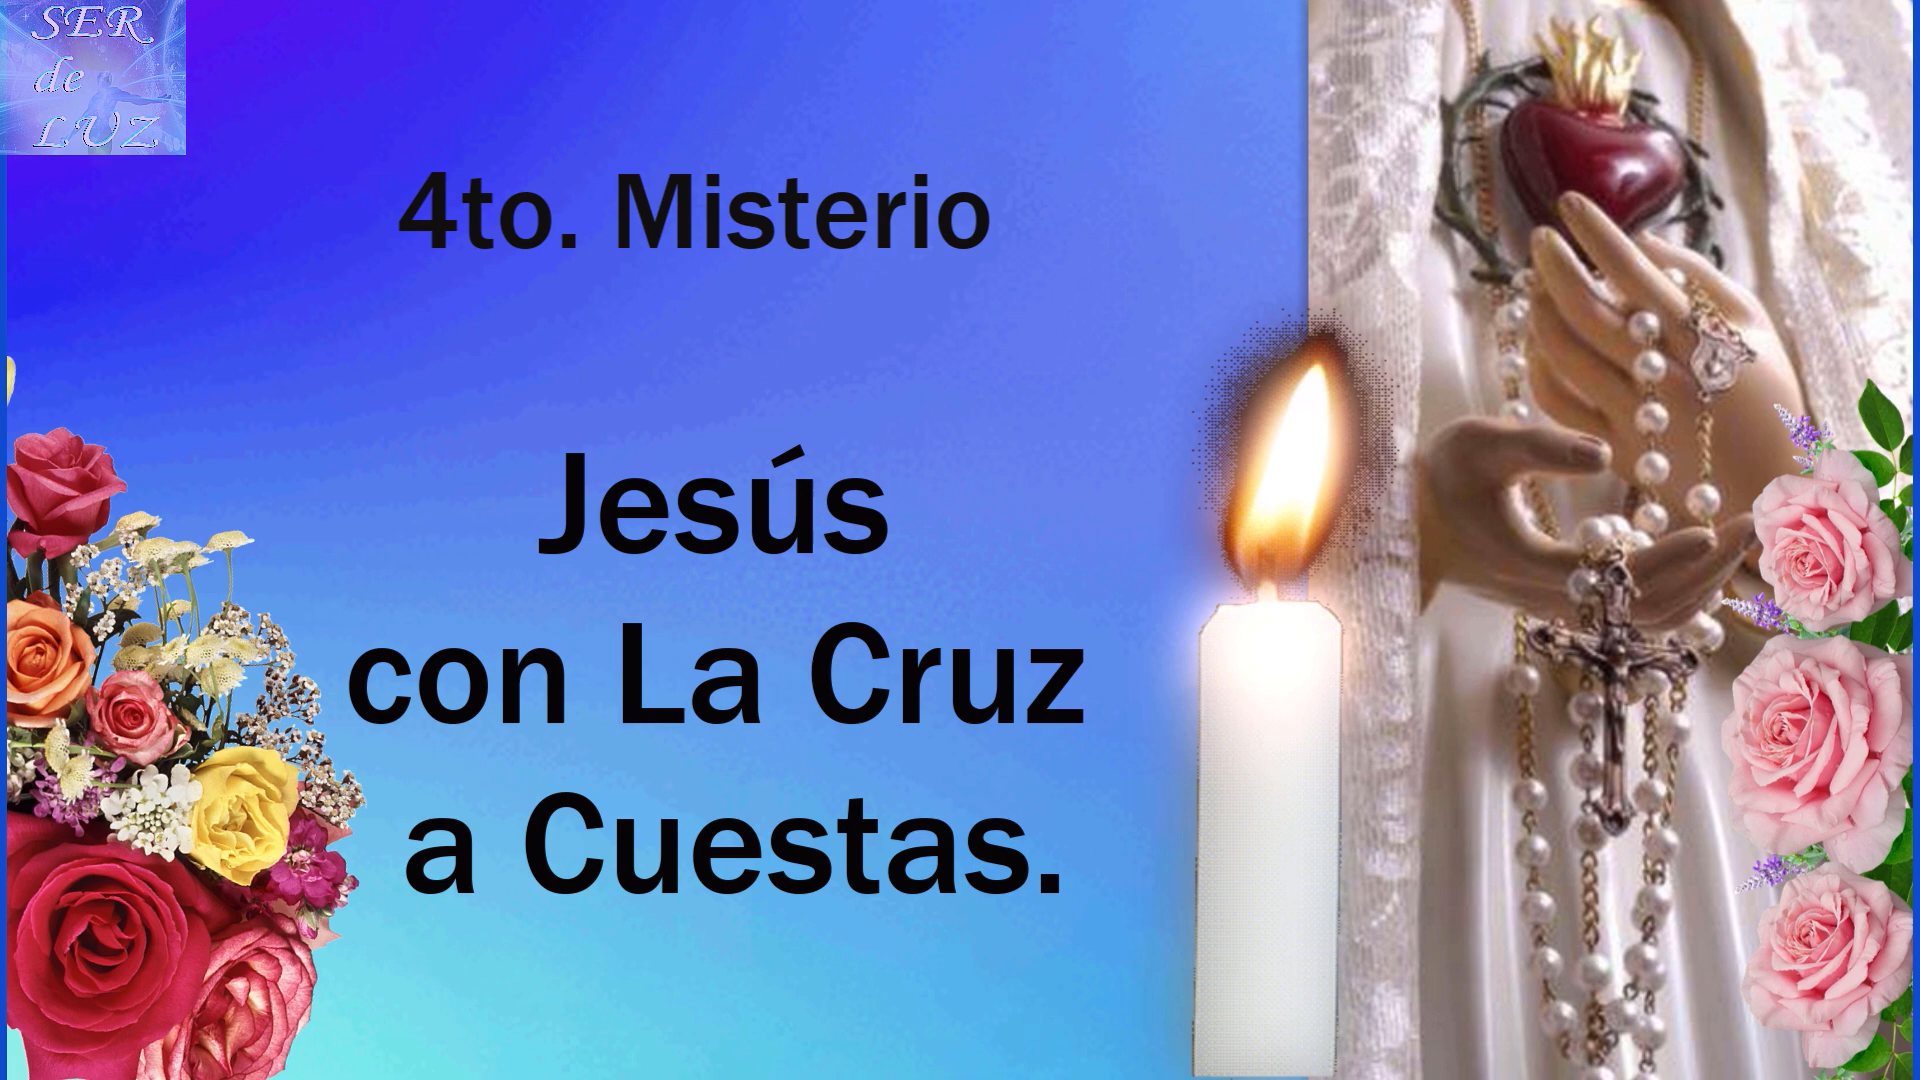 SER
de
LUZ
4to. Misterio
Jesús
con La Cruz
a Cuestas.